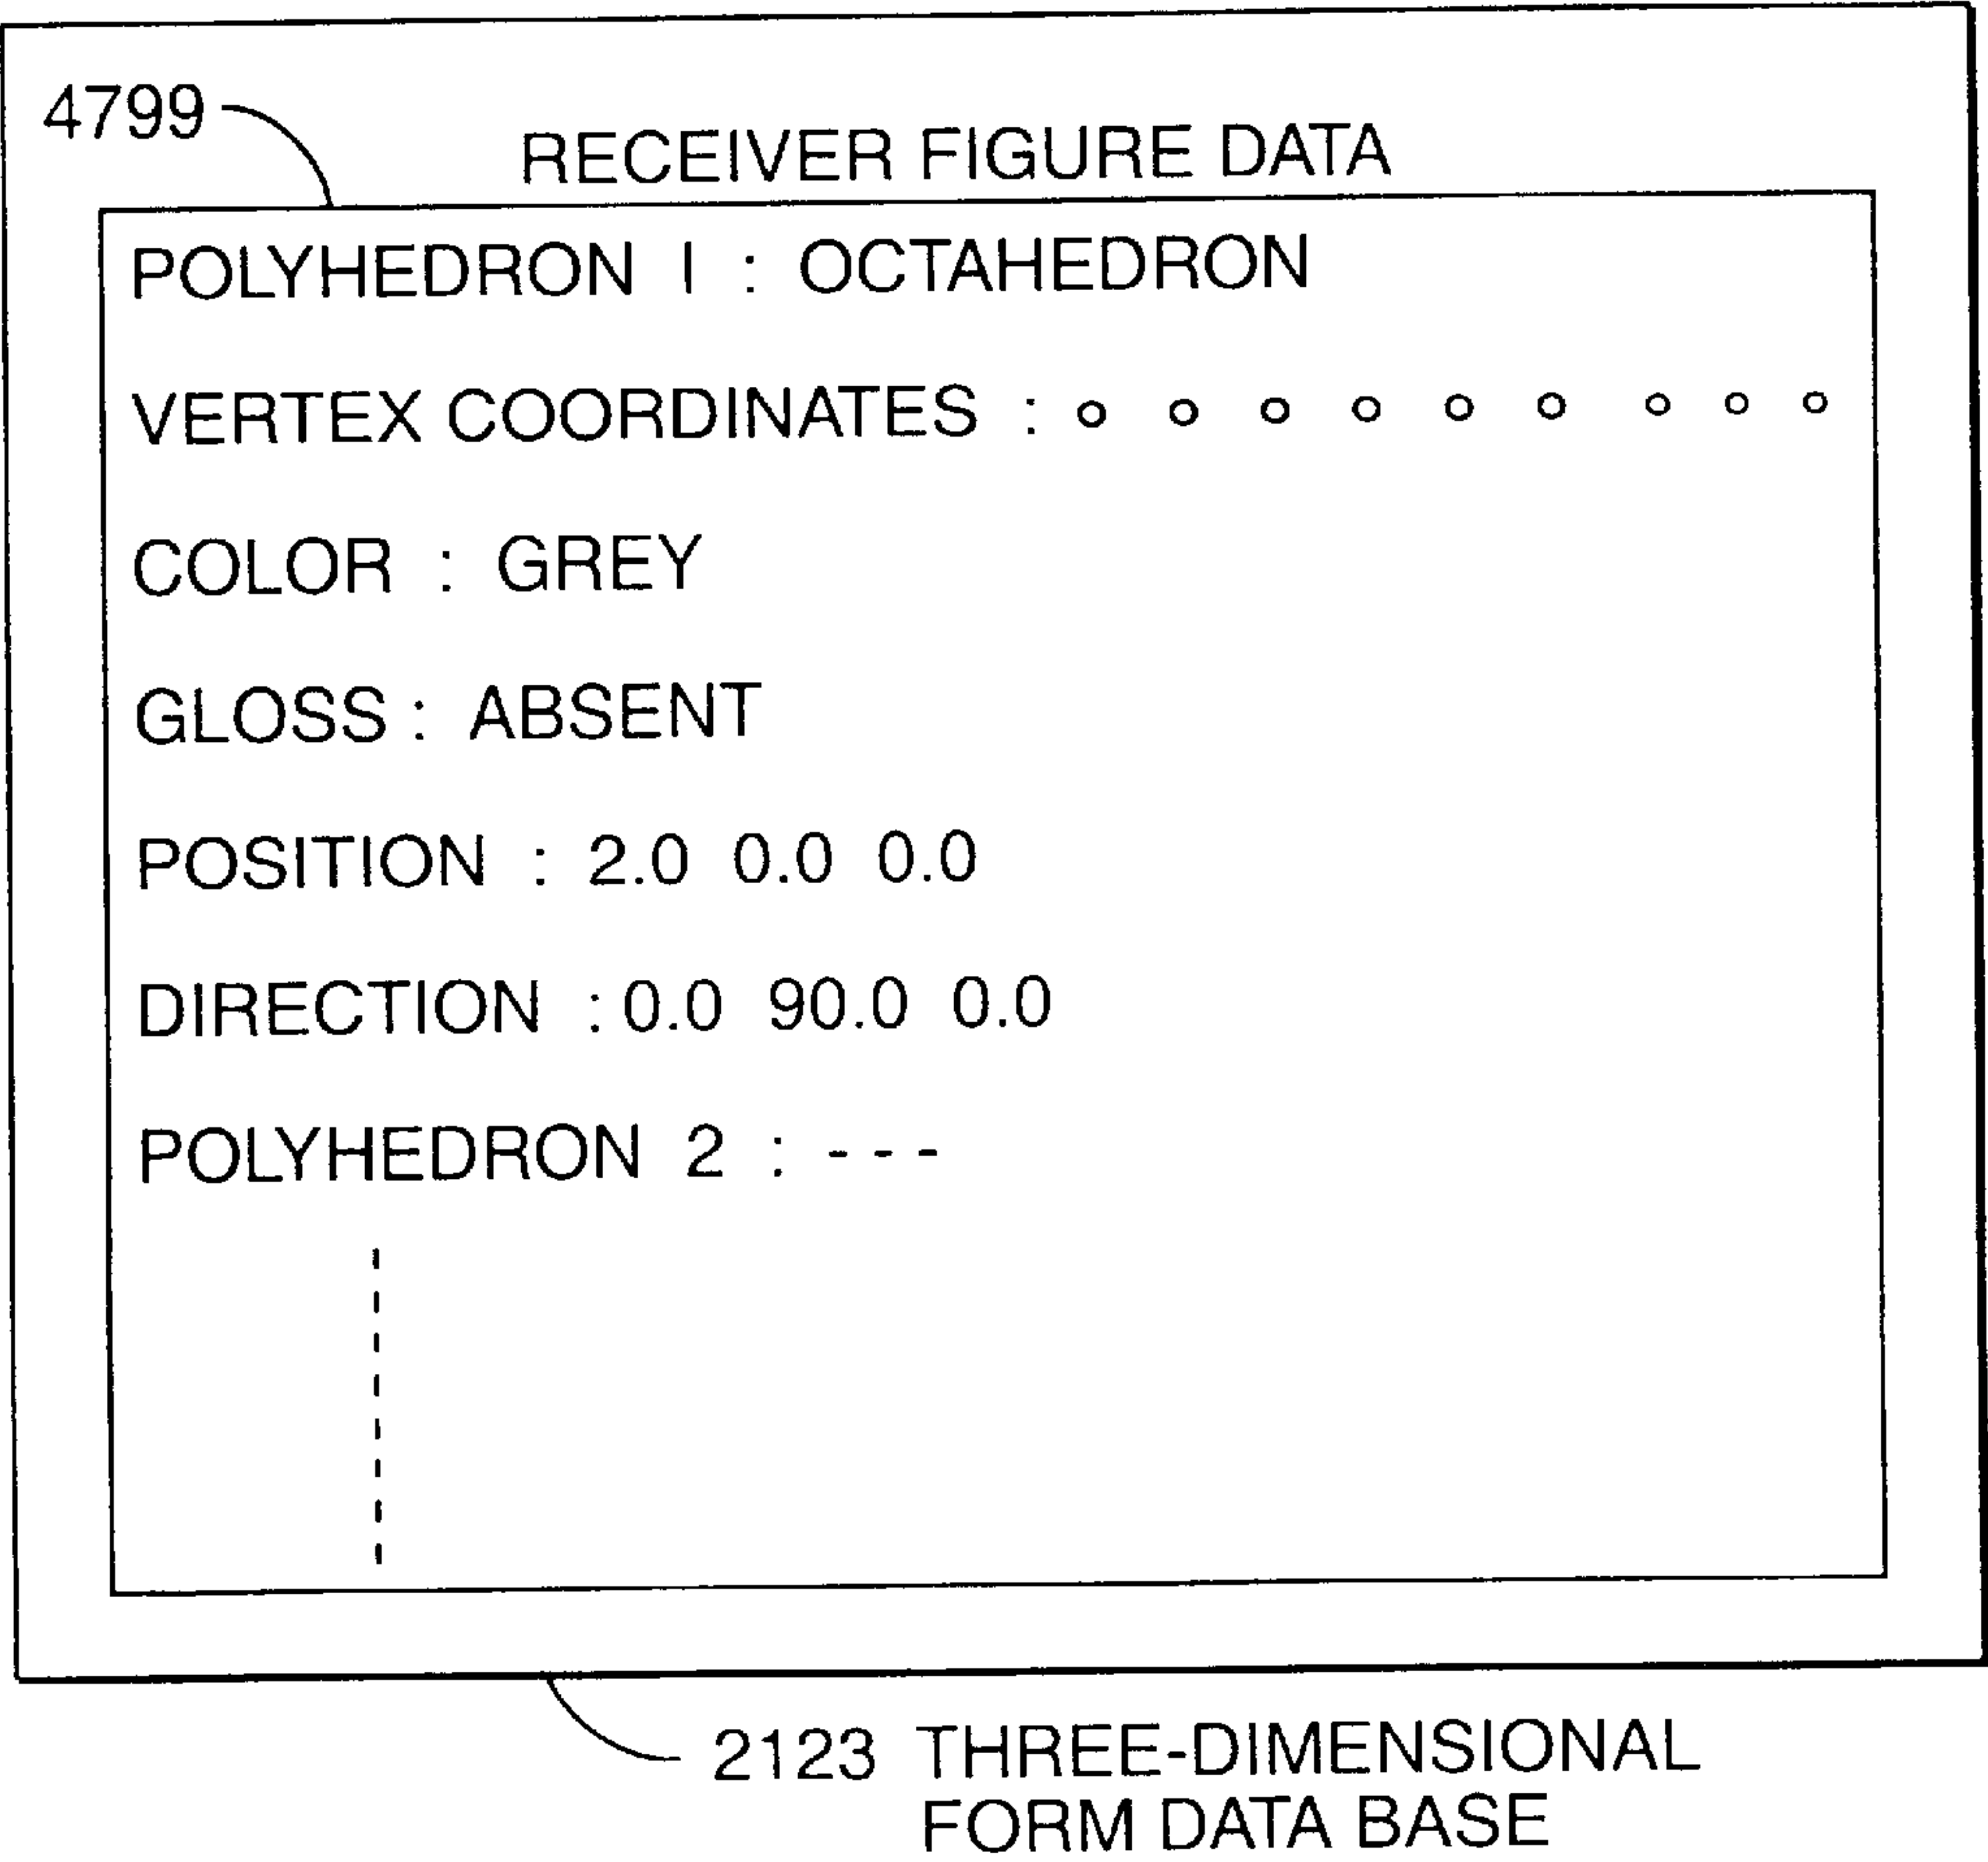 4799
RECEIVER FIGURE DATA
POLYHEDRON 1 : OCTAHEDRON
VERTEX COORDINATES : o o o o o o o o o
COLOR : GREY
GLOSS : ABSENT
POSITION : 2.0 0.0 0.0
DIRECTION : 0.0 90.0 0.0
POLYHEDRON 2 : ---
2123 THREE-DIMENSIONAL
FORM DATA BASE